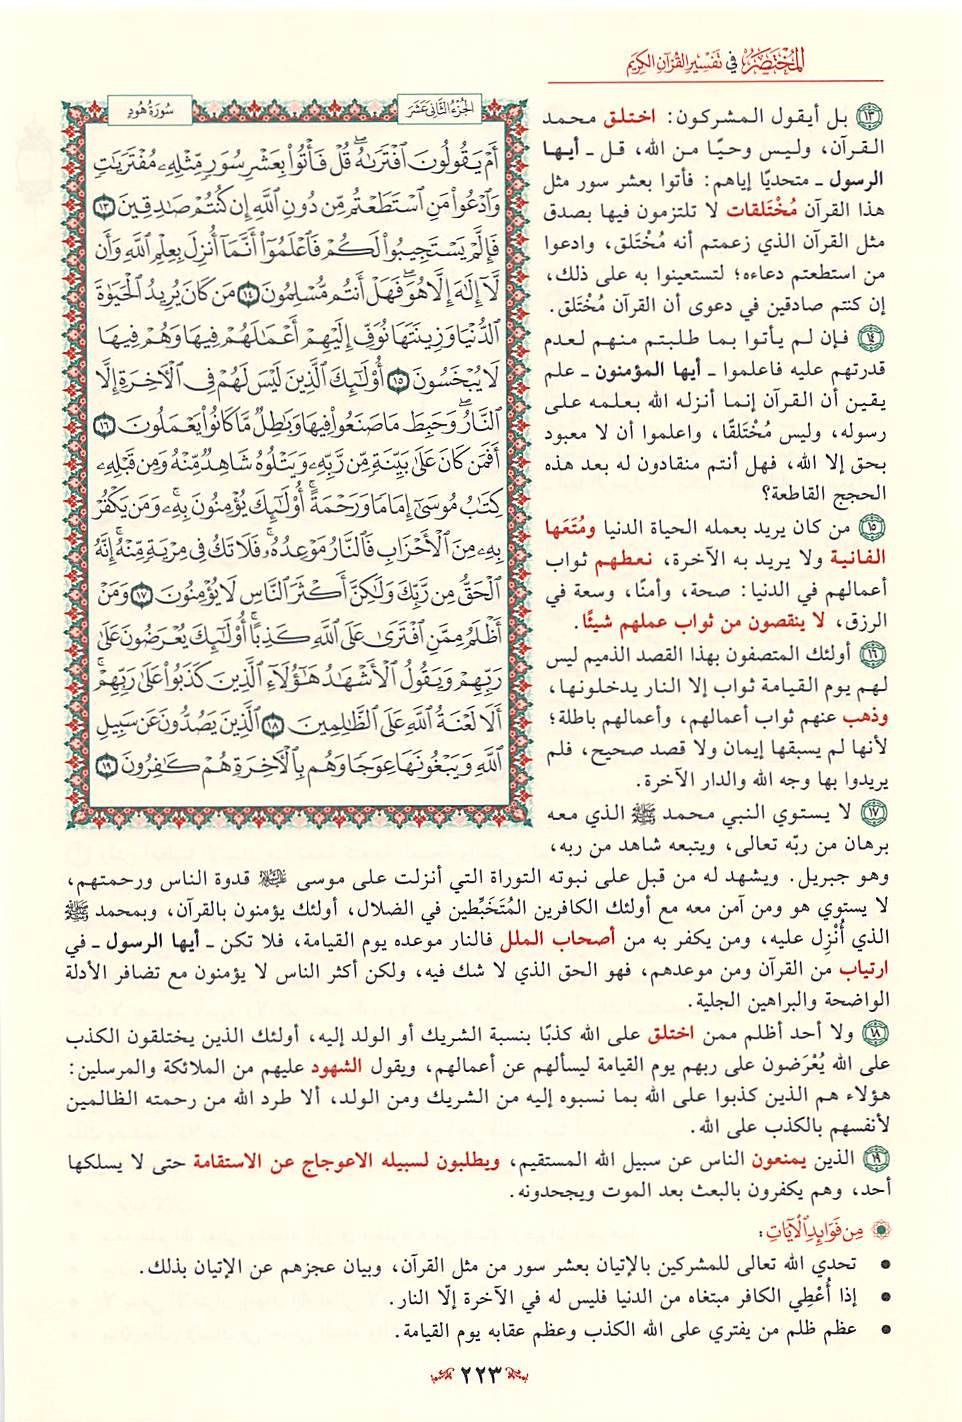 المختصر في تفسير القرآن الكريم
الجزء الثاني عشر
سورة هود
أَمْ يَقُولُونَ ٱفْتَرَىٰهُۖ قُلْ فَأْتُوا۟ بِعَشْرِ سُوَرٍ مِّثْلِهِۦ مُفْتَرَيَٰتٍ
وَٱدْعُوا۟ مَنِ ٱسْتَطَعْتُم مِّن دُونِ ٱللَّهِ إِن كُنتُمْ صَٰدِقِينَ ١٣
فَإِلَّمْ يَسْتَجِيبُوا۟ لَكُمْ فَٱعْلَمُوٓا۟ أَنَّمَآ أُنزِلَ بِعِلْمِ ٱللَّهِ وَأَن
لَّآ إِلَٰهَ إِلَّا هُوَۖ فَهَلْ أَنتُم مُّسْلِمُونَ ١٤ مَن كَانَ يُرِيدُ ٱلْحَيَوٰةَ
ٱلدُّنْيَا وَزِينَتَهَا نُوَفِّ إِلَيْهِمْ أَعْمَٰلَهُمْ فِيهَا وَهُمْ فِيهَا
لَا يُبْخَسُونَ ١٥ أُو۟لَٰٓئِكَ ٱلَّذِينَ لَيْسَ لَهُمْ فِى ٱلْءَاخِرَةِ إِلَّا
ٱلنَّارُۖ وَحَبِطَ مَا صَنَعُوا۟ فِيهَا وَبَٰطِلٌ مَّا كَانُوا۟ يَعْمَلُونَ ١٦
أَفَمَن كَانَ عَلَىٰ بَيِّنَةٍ مِّن رَّبِّهِۦ وَيَتْلُوهُ شَاهِدٌ مِّنْهُ وَمِن قَبْلِهِۦ
كِتَٰبُ مُوسَىٰٓ إِمَامًا وَرَحْمَةًۚ أُو۟لَٰٓئِكَ يُؤْمِنُونَ بِهِۦۚ وَمَن يَكْفُرْ
بِهِۦ مِنَ ٱلْأَحْزَابِ فَٱلنَّارُ مَوْعِدُهُۥۚ فَلَا تَكُ فِى مِرْيَةٍ مِّنْهُۚ إِنَّهُ
ٱلْحَقُّ مِن رَّبِّكَ وَلَٰكِنَّ أَكْثَرَ ٱلنَّاسِ لَا يُؤْمِنُونَ ١٧ وَمَنْ
أَظْلَمُ مِمَّنِ ٱفْتَرَىٰ عَلَى ٱللَّهِ كَذِبًاۚ أُو۟لَٰٓئِكَ يُعْرَضُونَ عَلَىٰ
رَبِّهِمْ وَيَقُولُ ٱلْأَشْهَٰدُ هَٰٓؤُلَآءِ ٱلَّذِينَ كَذَبُوا۟ عَلَىٰ رَبِّهِمْۚ
أَلَا لَعْنَةُ ٱللَّهِ عَلَى ٱلظَّٰلِمِينَ ١٨ ٱلَّذِينَ يَصُدُّونَ عَن سَبِيلِ
ٱللَّهِ وَيَبْغُونَهَا عِوَجًا وَهُم بِٱلْءَاخِرَةِ هُمْ كَٰفِرُونَ ١٩
١٣ بل أيقول المشركون: اختلق محمد
القرآن، وليس وحيًا من الله، قل ـ أيها
الرسول ـ متحديًا إياهم: فأتوا بعشر سور مثل
هذا القرآن مُخْتَلقات لا تلتزمون فيها بصدق
مثل القرآن الذي زعمتم أنه مُخْتَلق، وادعوا
من استطعتم دعاءه؛ لتستعينوا به على ذلك،
إن كنتم صادقين في دعوى أن القرآن مُخْتَلق.
١٤ فإن لم يأتوا بما طلبتم منهم لعدم
قدرتهم عليه فاعلموا ـ أيها المؤمنون ـ علم
يقين أن القرآن إنما أنزله الله بعلمه على
رسوله، وليس مُخْتَلقًا، واعلموا أن لا معبود
بحق إلا الله، فهل أنتم منقادون له بعد هذه
الحجج القاطعة؟
١٥ من كان يريد بعمله الحياة الدنيا ومُتَعَها
الفانية ولا يريد به الآخرة، نعطهم ثواب
أعمالهم في الدنيا: صحة، وأمنًا، وسعة في
الرزق، لا ينقصون من ثواب عملهم شيئًا.
١٦ أولئك المتصفون بهذا القصد الذميم ليس
لهم يوم القيامة ثواب إلا النار يدخلونها،
وذهب عنهم ثواب أعمالهم، وأعمالهم باطلة؛
لأنها لم يسبقها إيمان ولا قصد صحيح، فلم
يريدوا بها وجه الله والدار الآخرة.
١٧ لا يستوي النبي محمد ﷺ الذي معه
برهان من ربّه تعالى، ويتبعه شاهد من ربه،
وهو جبريل. ويشهد له من قبل على نبوته التوراة التي أنزلت على موسى عليه السلام قدوة الناس ورحمتهم،
لا يستوي هو ومن آمن معه مع أولئك الكافرين المُتَخَبِّطين في الضلال، أولئك يؤمنون بالقرآن، وبمحمد ﷺ
الذي أُنْزِل عليه، ومن يكفر به من أصحاب الملل فالنار موعده يوم القيامة، فلا تكن ـ أيها الرسول ـ في
ارتياب من القرآن ومن موعدهم، فهو الحق الذي لا شك فيه، ولكن أكثر الناس لا يؤمنون مع تضافر الأدلة
الواضحة والبراهين الجلية.
١٨ ولا أحد أظلم ممن اختلق على الله كذبًا بنسبة الشريك أو الولد إليه، أولئك الذين يختلقون الكذب
على الله يُعْرَضون على ربهم يوم القيامة ليسألهم عن أعمالهم، ويقول الشهود عليهم من الملائكة والمرسلين:
هؤلاء هم الذين كذبوا على الله بما نسبوه إليه من الشريك ومن الولد، ألا طرد الله من رحمته الظالمين
لأنفسهم بالكذب على الله.
١٩ الذين يمنعون الناس عن سبيل الله المستقيم، ويطلبون لسبيله الاعوجاج عن الاستقامة حتى لا يسلكها
أحد، وهم يكفرون بالبعث بعد الموت ويجحدونه.
من فوائد الآيات:
• تحدي الله تعالى للمشركين بالإتيان بعشر سور من مثل القرآن، وبيان عجزهم عن الإتيان بذلك.
• إذا أُعْطِي الكافر مبتغاه من الدنيا فليس له في الآخرة إلّا النار.
• عظم ظلم من يفتري على الله الكذب وعظم عقابه يوم القيامة.
٢٢٣